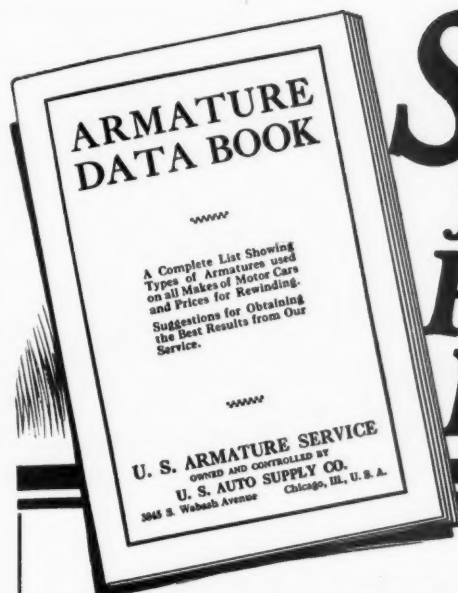 ARMATURE
DATA BOOK
A Complete List Showing
Types of Armatures used
on all Makes of Motor Cars
and Prices for Rewinding.
Suggestions for Obtaining
the Best Results from Our
Service.
U. S. ARMATURE SERVICE
OWNED AND CONTROLLED BY
U. S. AUTO SUPPLY CO.
3945 S. Wabash Avenue Chicago, Ill., U. S. A.
S